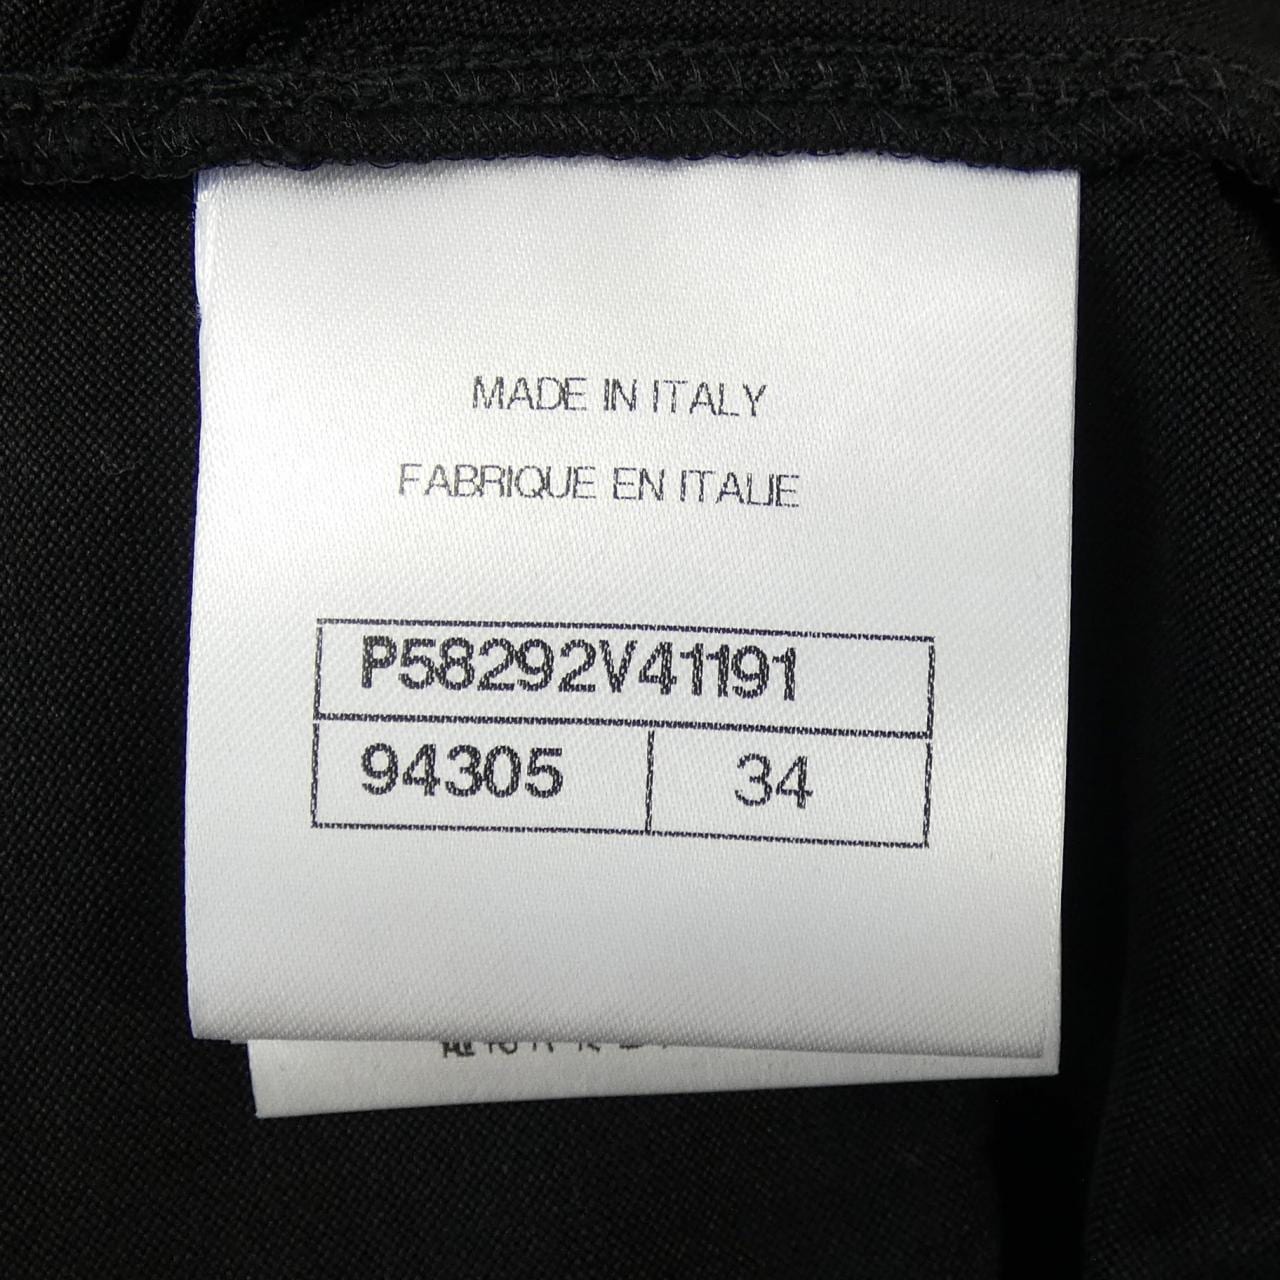 MADE IN ITALY
FABRIQUE EN ITALIE
P58292V41191
94305 34